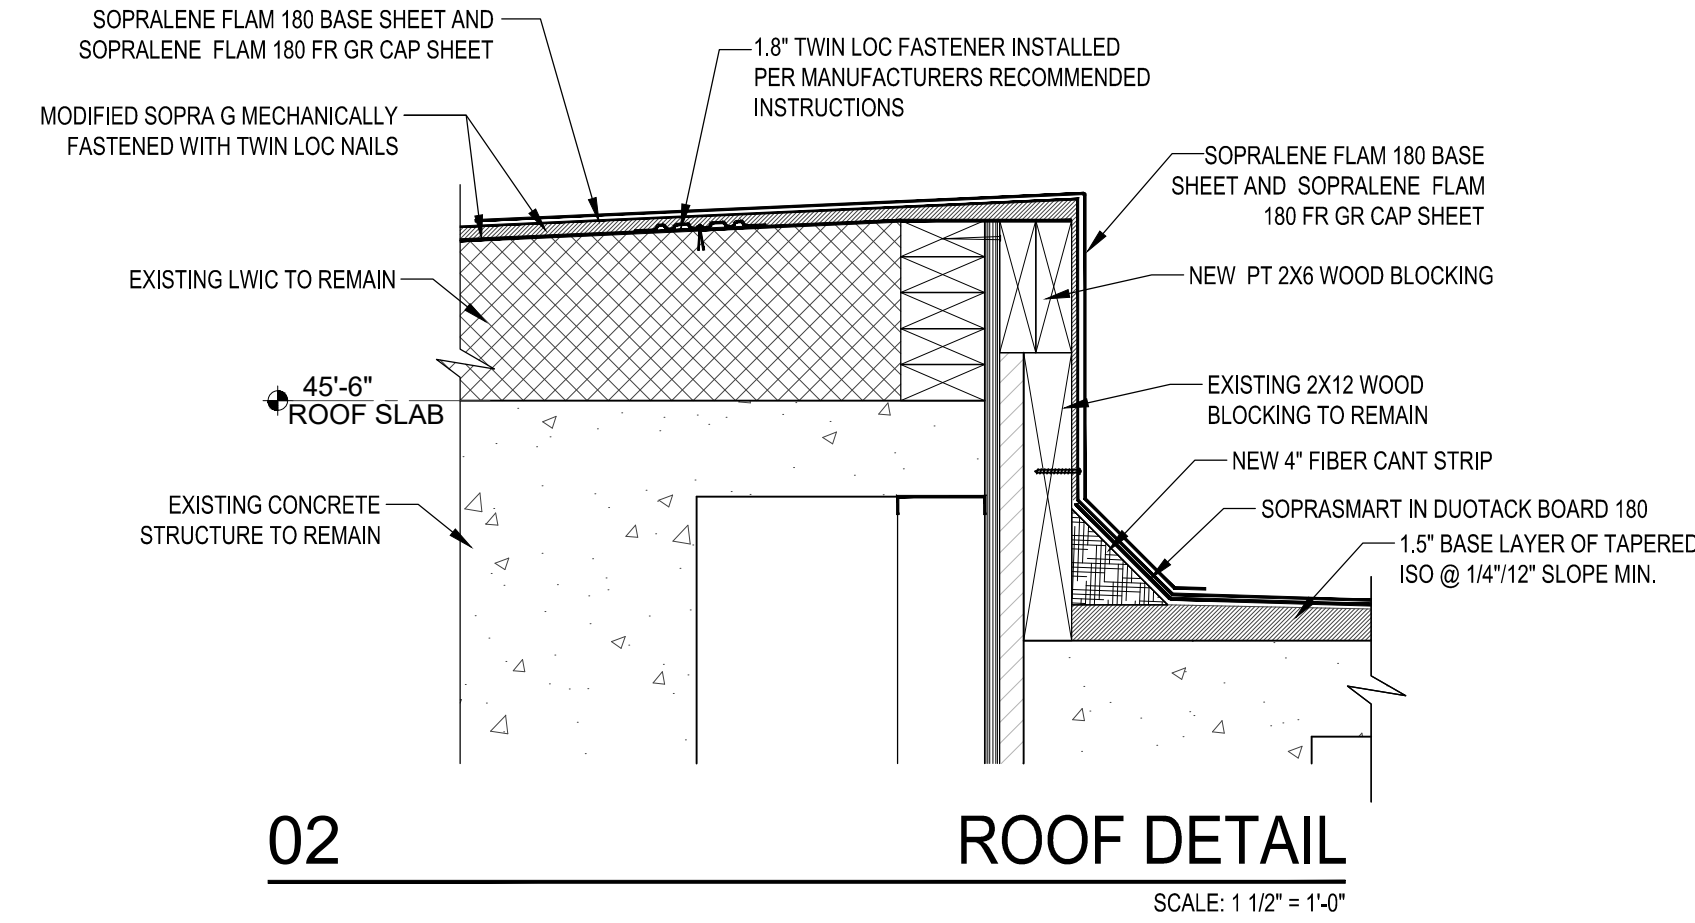 SOPRALENE FLAM 180 BASE SHEET AND
SOPRALENE FLAM 180 FR GR CAP SHEET
1.8" TWIN LOC FASTENER INSTALLED
PER MANUFACTURERS RECOMMENDED
INSTRUCTIONS
MODIFIED SOPRA G MECHANICALLY
FASTENED WITH TWIN LOC NAILS
SOPRALENE FLAM 180 BASE
SHEET AND SOPRALENE FLAM
180 FR GR CAP SHEET
EXISTING LWIC TO REMAIN
NEW PT 2X6 WOOD BLOCKING
45'-6"
ROOF SLAB
EXISTING 2X12 WOOD
BLOCKING TO REMAIN
NEW 4" FIBER CANT STRIP
EXISTING CONCRETE
STRUCTURE TO REMAIN
SOPRASMART IN DUOTACK BOARD 180
1.5" BASE LAYER OF TAPERED
ISO @ 1/4"/12" SLOPE MIN.
02
ROOF DETAIL
SCALE: 1 1/2" = 1'-0"